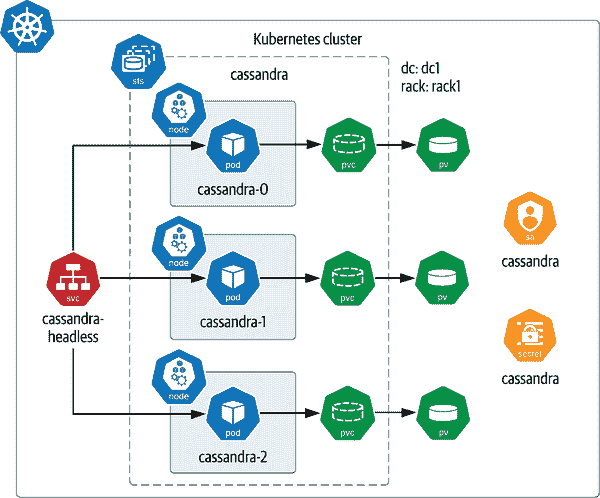 Kubernetes cluster
sts
cassandra
dc: dc1
rack: rack1
node
pod
pvc
pv
cassandra-0
node
pod
pvc
pv
cassandra-1
svc
cassandra-
headless
node
pod
pvc
pv
cassandra-2
sa
cassandra
secret
cassandra